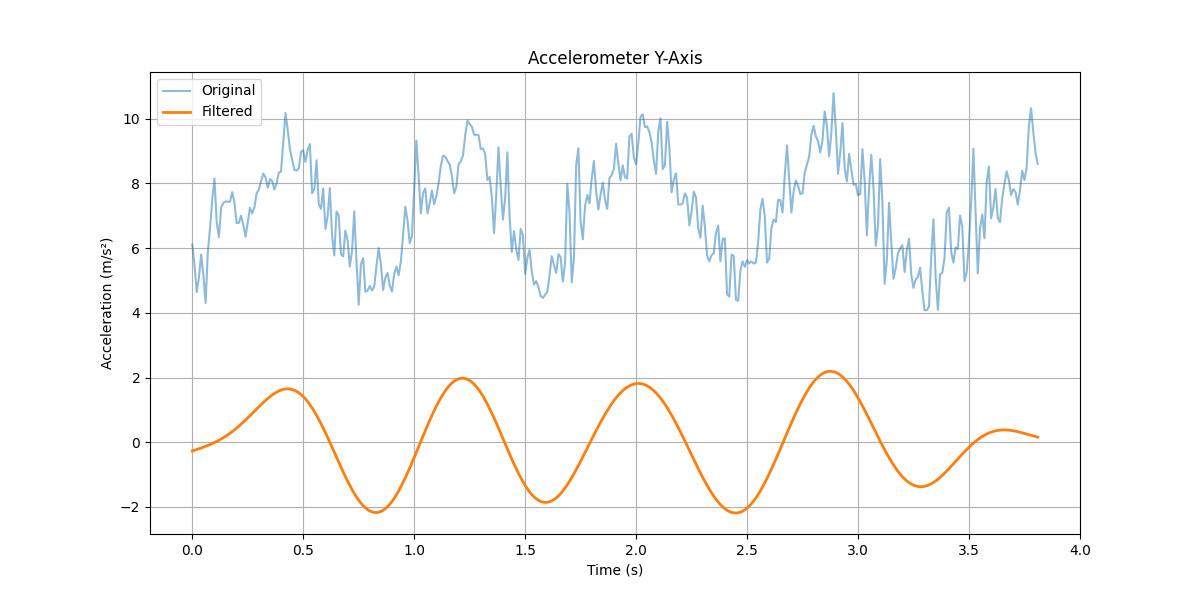 Accelerometer Y-Axis
Original
Filtered
Acceleration (m/s²)
10
8
6
4
2
0
−2
0.0 0.5 1.0 1.5 2.0 2.5 3.0 3.5 4.0
Time (s)